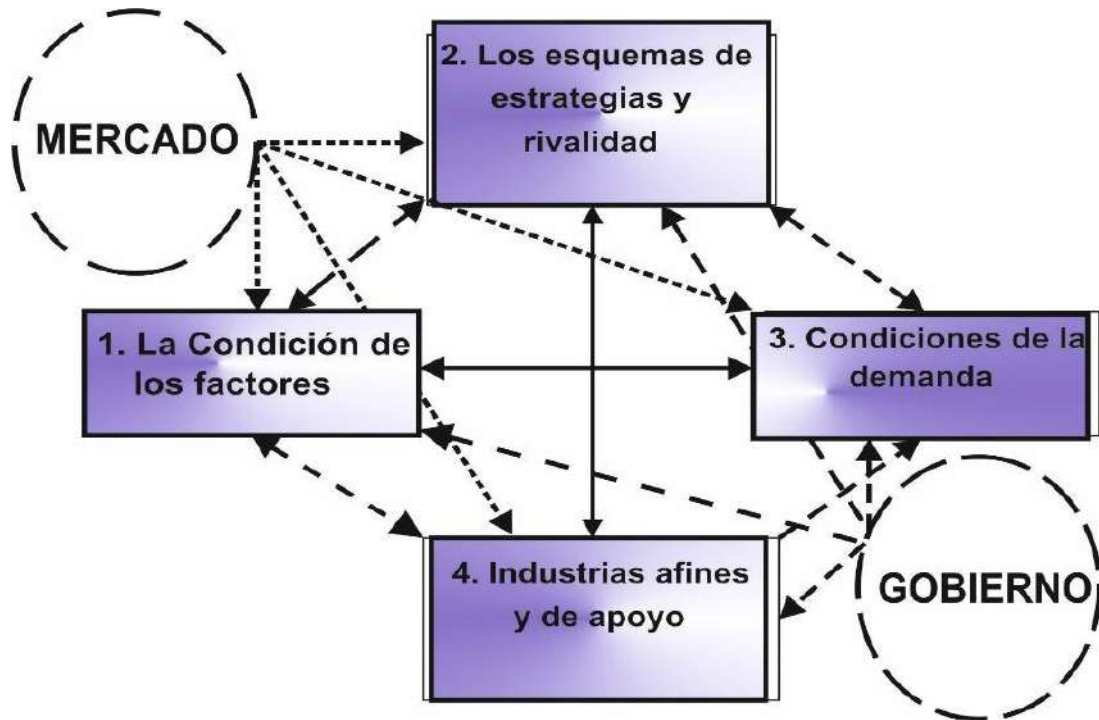 MERCADO
2. Los esquemas de
estrategias y
rivalidad
1. La Condición de
los factores
3. Condiciones de la
demanda
4. Industrias afines
y de apoyo
GOBIERNO